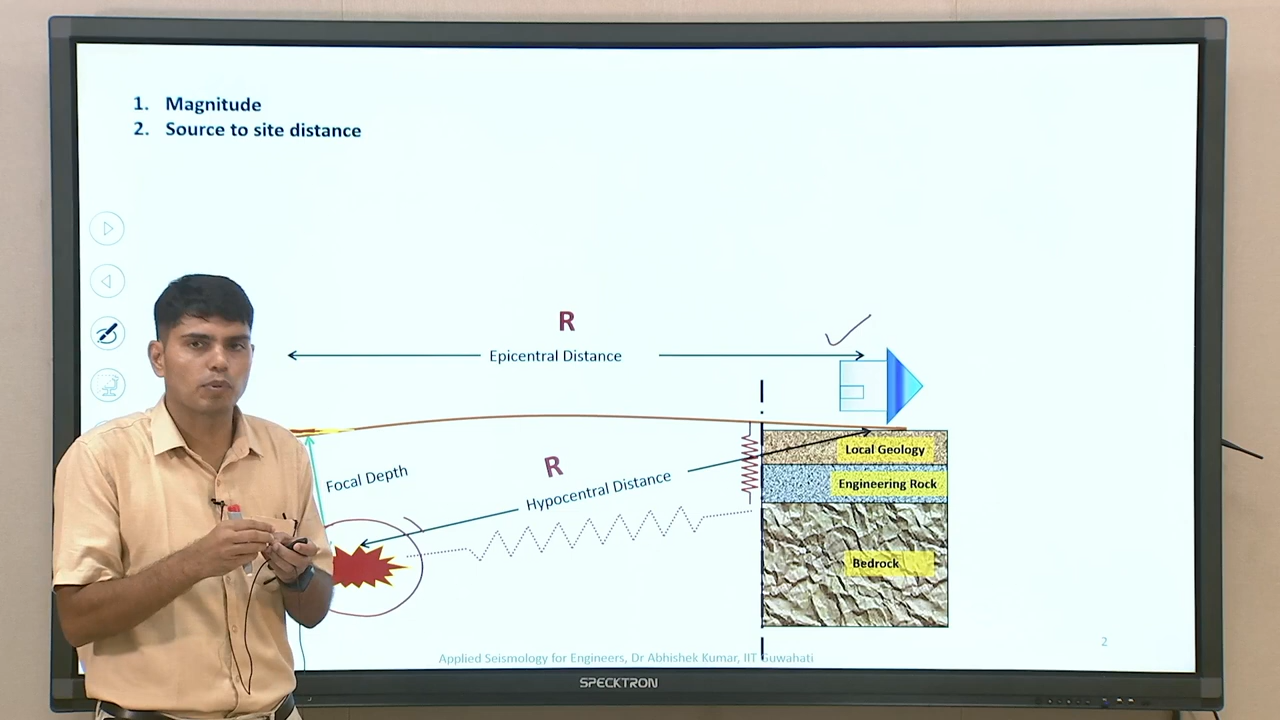 1. Magnitude
2. Source to site distance
R
Epicentral Distance
Focal Depth
R
Hypocentral Distance
Local Geology
Engineering Rock
Bedrock
2
Applied Seismology for Engineers, Dr Abhishek Kumar, IIT Guwahati
SPECKTRON